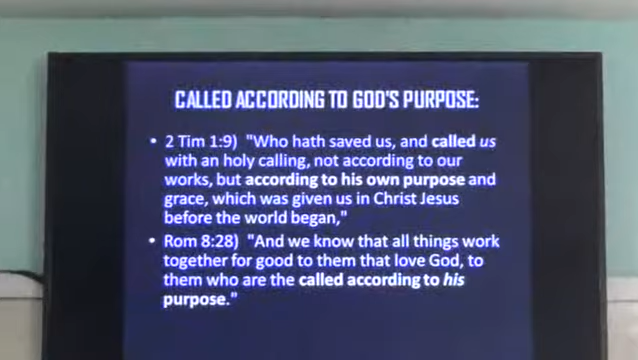 CALLED ACCORDING TO GOD'S PURPOSE:
• 2 Tim 1:9) "Who hath saved us, and called us
with an holy calling, not according to our
works, but according to his own purpose and
grace, which was given us in Christ Jesus
before the world began,"
• Rom 8:28) "And we know that all things work
together for good to them that love God, to
them who are the called according to his
purpose."